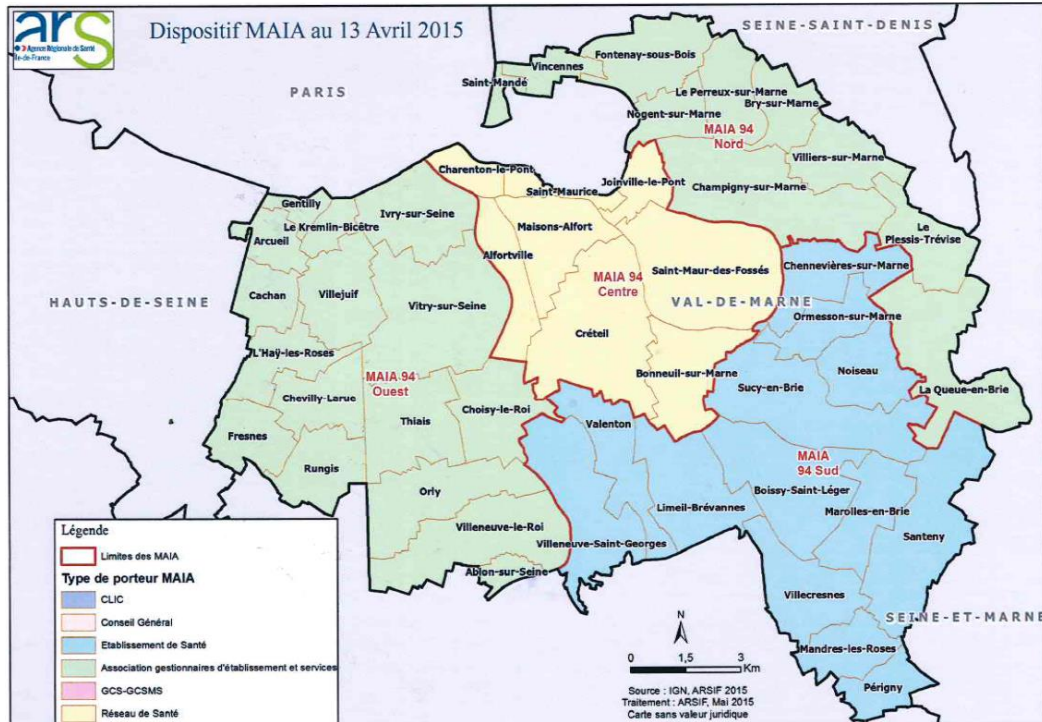 ars
Agence Régionale de Santé
Ile-de-France
Dispositif MAIA au 13 Avril 2015
SEINE-SAINT-DENIS
PARIS
Fontenay-sous-Bois
Vincennes
Saint-Mandé
Le Perreux-sur-Marne
Bry-sur-Marne
Nogent-sur-Marne
MAIA 94
Nord
Villiers-sur-Marne
Charenton-le-Pont
Joinville-le-Pont
Champigny-sur-Marne
Saint-Maurice
Gentilly
Ivry-sur-Seine
Le Kremlin-Bicêtre
Maisons-Alfort
Le
Plessis-Trévise
Arcueil
Alfortville
Chennevières-sur-Marne
Saint-Maur-des-Fossés
MAIA 94
Centre
HAUTS-DE-SEINE
Cachan
Villejuif
Vitry-sur-Seine
VAL-DE-MARNE
Ormesson-sur-Marne
Créteil
L'Haÿ-les-Roses
Bonneuil-sur-Marne
Noiseau
MAIA 94
Ouest
Sucy-en-Brie
La Queue-en-Brie
Chevilly-Larue
Choisy-le-Roi
Thiais
Valenton
Fresnes
MAIA
94 Sud
Rungis
Boissy-Saint-Léger
Orly
Limeil-Brévannes
Marolles-en-Brie
Villeneuve-le-Roi
Santeny
Villeneuve-Saint-Georges
Ablon-sur-Seine
Villecresnes
SEINE-ET-MARNE
Mandres-les-Roses
Périgny
Légende
Limites des MAIA
Type de porteur MAIA
CLIC
Conseil Général
Etablissement de Santé
Association gestionnaires d'établissement et services
GCS-GCSMS
Réseau de Santé
N
0 1,5 3
Km
Source : IGN, ARSIF 2015
Traitement : ARSIF, Mai 2015
Carte sans valeur juridique